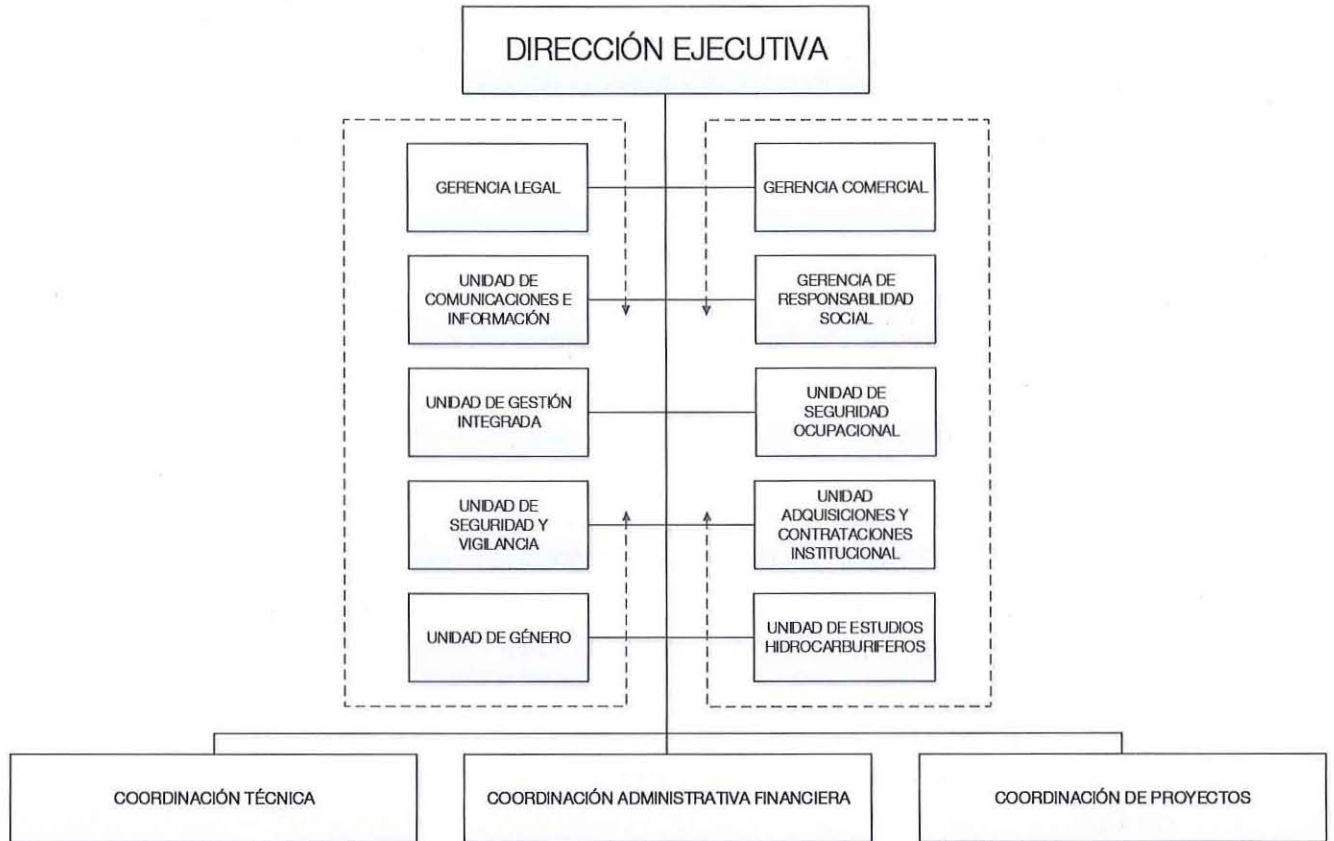 DIRECCIÓN EJECUTIVA
GERENCIA LEGAL
GERENCIA COMERCIAL
UNIDAD DE
COMUNICACIONES E
INFORMACIÓN
GERENCIA DE
RESPONSABILIDAD
SOCIAL
UNIDAD DE GESTIÓN
INTEGRADA
UNIDAD DE
SEGURIDAD
OCUPACIONAL
UNIDAD DE
SEGURIDAD Y
VIGILANCIA
UNIDAD
ADQUISICIONES Y
CONTRATACIONES
INSTITUCIONAL
UNIDAD DE GÉNERO
UNIDAD DE ESTUDIOS
HIDROCARBURIFEROS
COORDINACIÓN TÉCNICA
COORDINACIÓN ADMINISTRATIVA FINANCIERA
COORDINACIÓN DE PROYECTOS